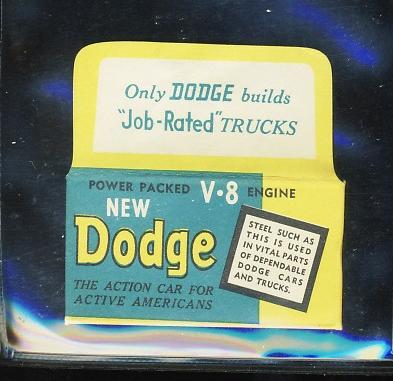 Only DODGE builds
"Job-Rated" TRUCKS
POWER PACKED V•8 ENGINE
NEW
Dodge
THE ACTION CAR FOR
ACTIVE AMERICANS
STEEL SUCH AS
THIS IS USED
IN VITAL PARTS
OF DEPENDABLE
DODGE CARS
AND TRUCKS.